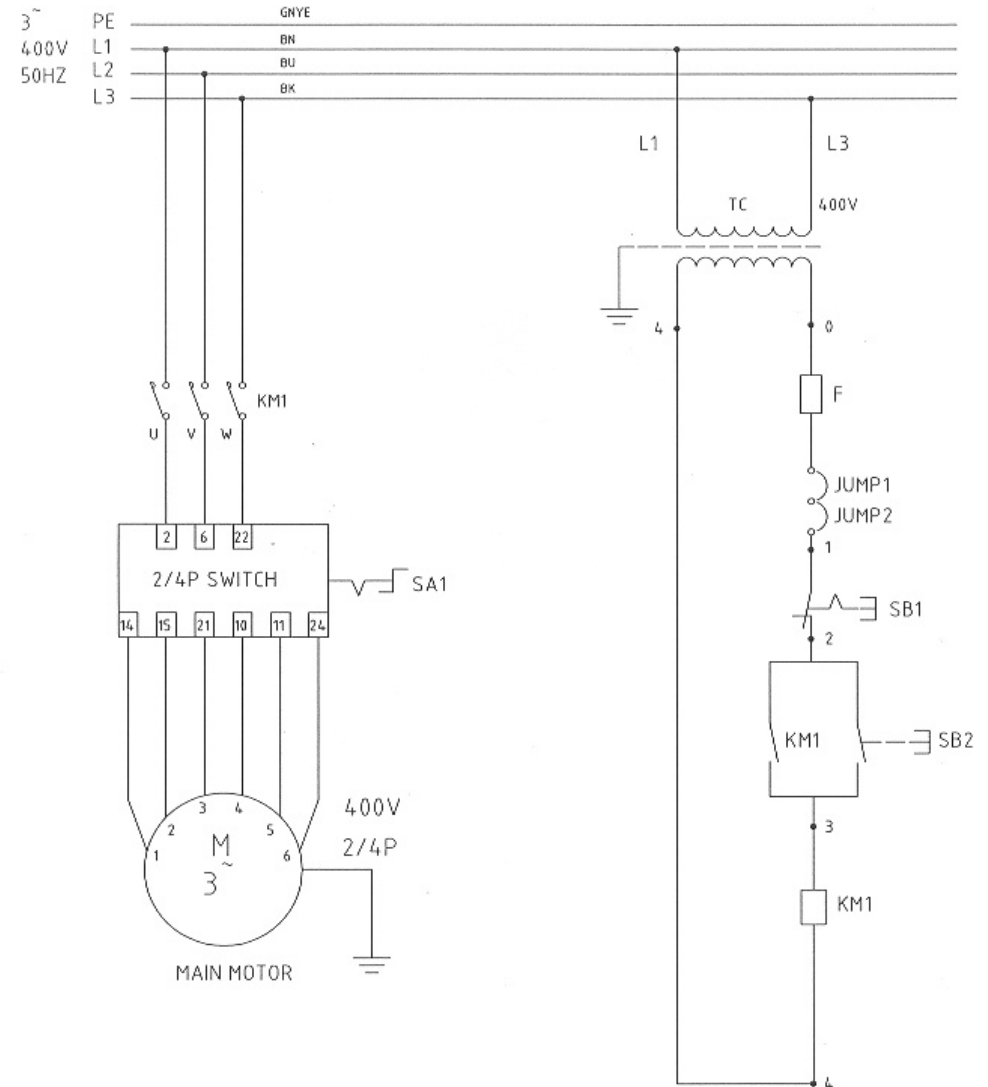 3~ PE GNYE
400V L1 BN
50HZ L2 BU
L3 BK
L1 L3
TC 400V
4 0
F
KM1
U V W
JUMP1
JUMP2
1
2 6 22
2/4P SWITCH
SA1
SB1
14 15 21 10 11 24
2
KM1
SB2
3
1 2 3 4 5 6
400V
2/4P
M
3~
KM1
MAIN MOTOR
4